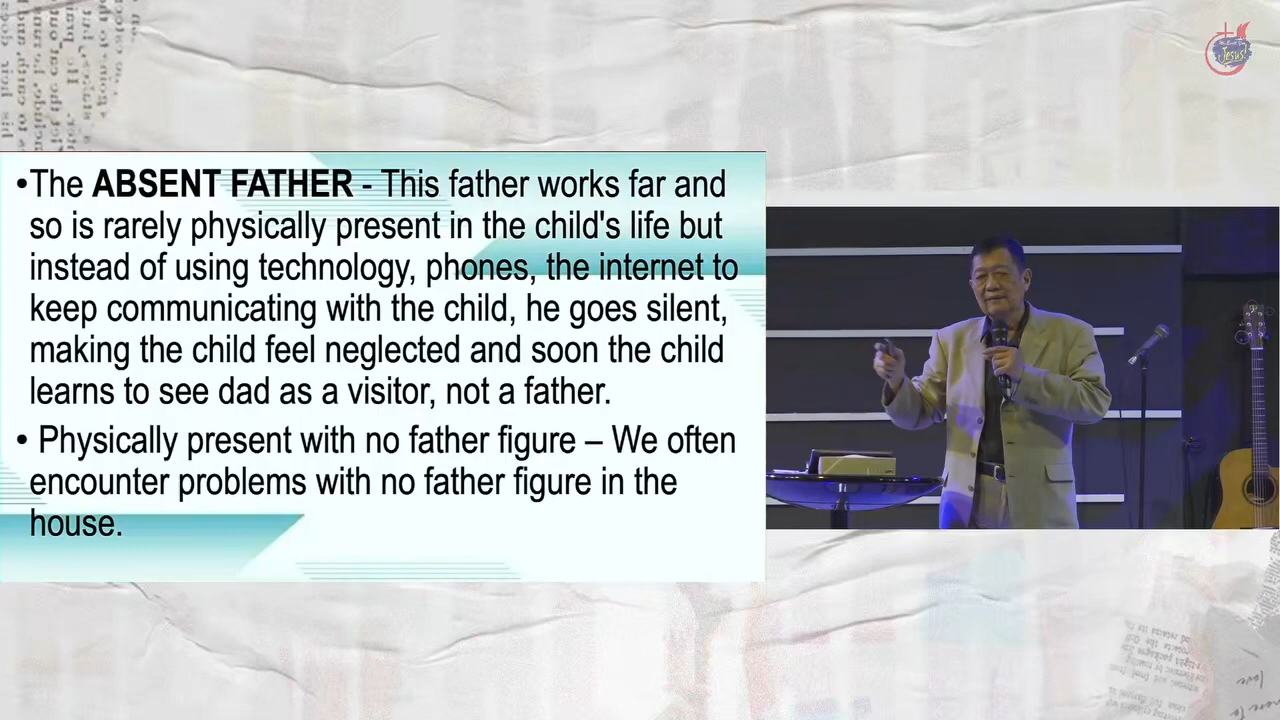 •The ABSENT FATHER - This father works far and
so is rarely physically present in the child's life but
instead of using technology, phones, the internet to
keep communicating with the child, he goes silent,
making the child feel neglected and soon the child
learns to see dad as a visitor, not a father.
• Physically present with no father figure – We often
encounter problems with no father figure in the
house.
Jesus!